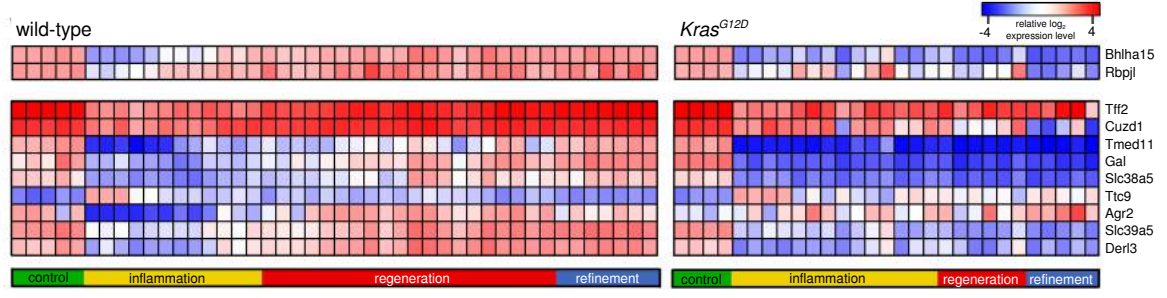 wild-type
Kras^G12D
relative log₂
expression level
-4 4
Bhlha15
Rbpjl
Tff2
Cuzd1
Tmed11
Gal
Slc38a5
Ttc9
Agr2
Slc39a5
Derl3
control inflammation regeneration refinement
control inflammation regeneration refinement